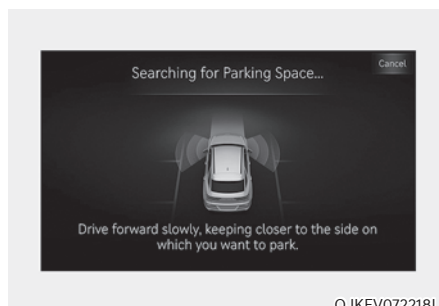 Cancel
Searching for Parking Space...
Drive forward slowly, keeping closer to the side on
which you want to park.
OJKEV072218L